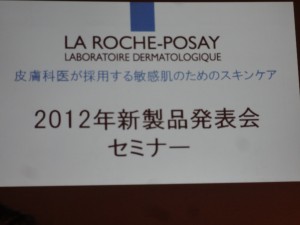 LA ROCHE-POSAY
LABORATOIRE DERMATOLOGIQUE
皮膚科医が採用する敏感肌のためのスキンケア
2012年新製品発表会
セミナー